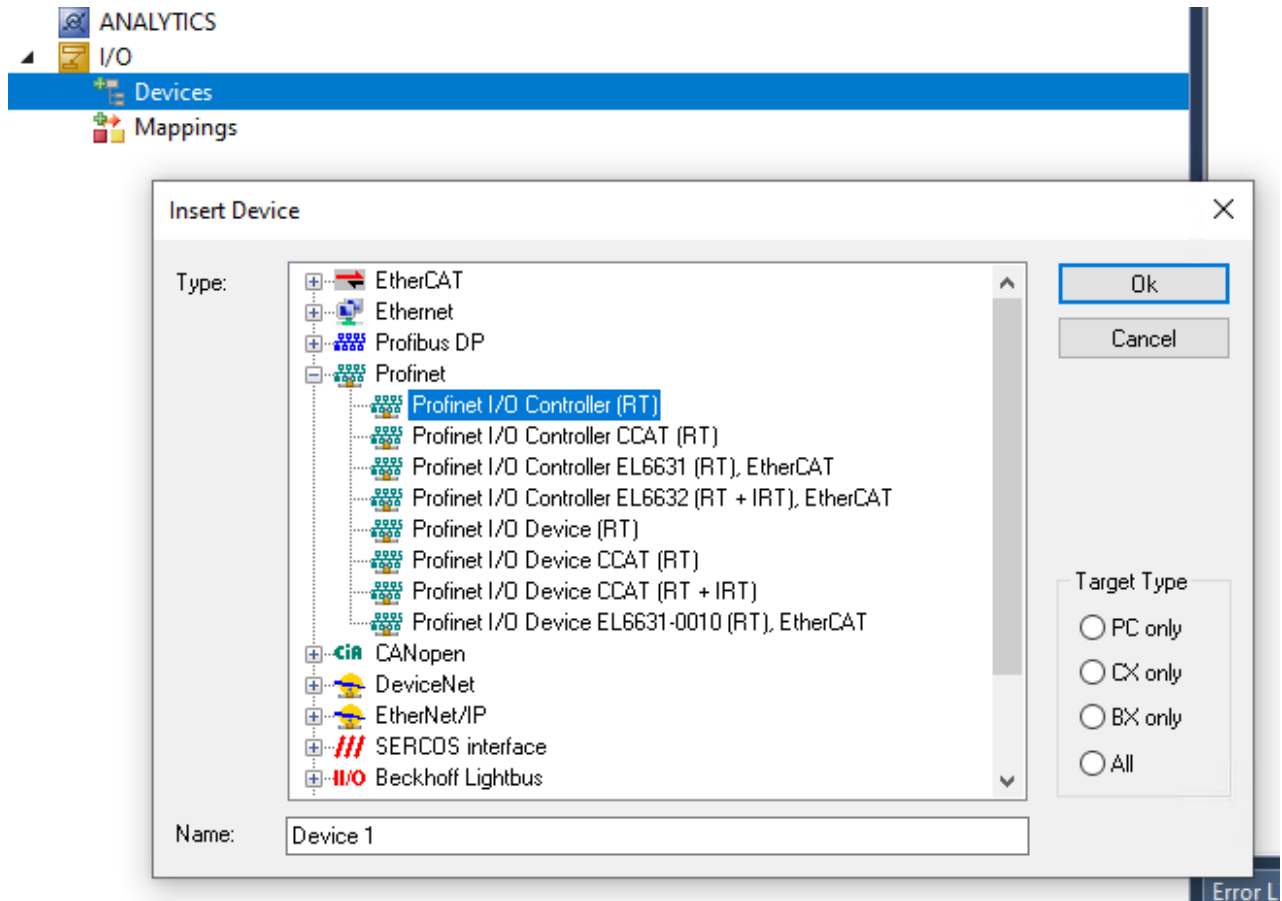 ANALYTICS
I/O
Devices
Mappings
Insert Device
Type:
EtherCAT
Ethernet
Profibus DP
Profinet
Profinet I/O Controller (RT)
Profinet I/O Controller CCAT (RT)
Profinet I/O Controller EL6631 (RT), EtherCAT
Profinet I/O Controller EL6632 (RT + IRT), EtherCAT
Profinet I/O Device (RT)
Profinet I/O Device CCAT (RT)
Profinet I/O Device CCAT (RT + IRT)
Profinet I/O Device EL6631-0010 (RT), EtherCAT
CiA CANopen
DeviceNet
EtherNet/IP
SERCOS interface
II/O Beckhoff Lightbus
Ok
Cancel
Target Type
PC only
CX only
BX only
All
Name:
Device 1
Error L